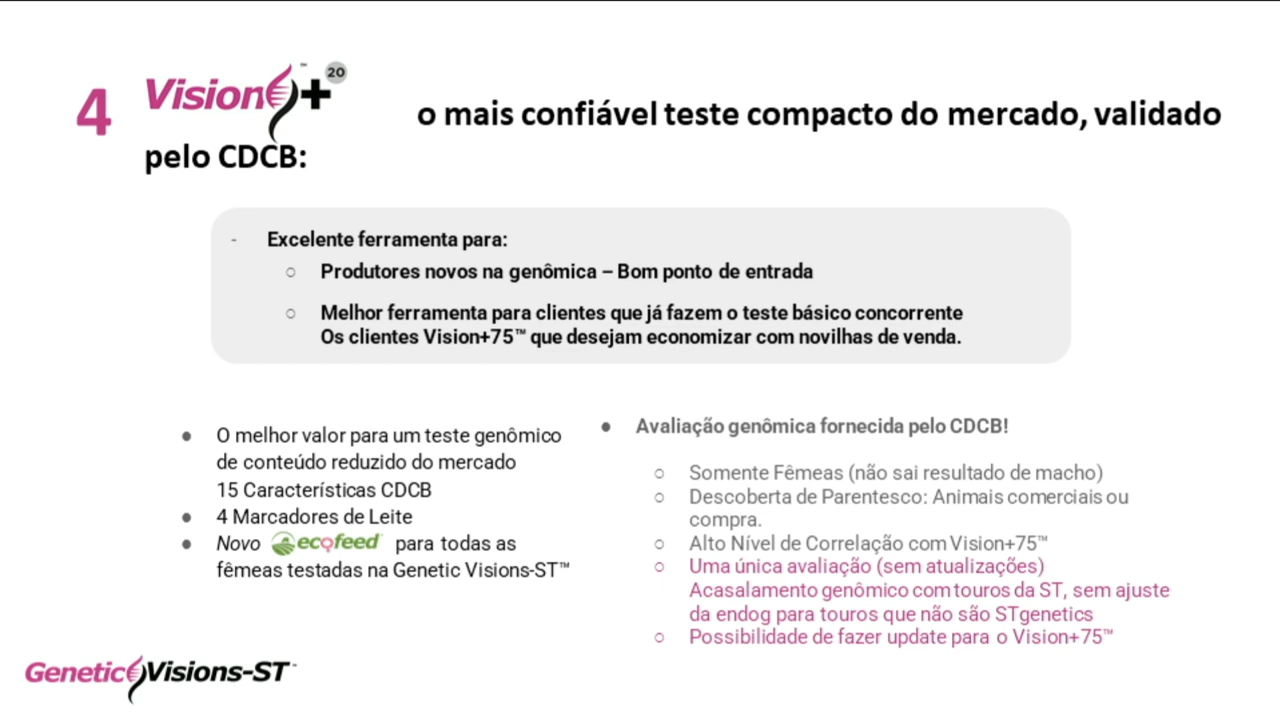 4 Vision+ ™ 20 o mais confiável teste compacto do mercado, validado
pelo CDCB:
- Excelente ferramenta para:
○ Produtores novos na genômica – Bom ponto de entrada
○ Melhor ferramenta para clientes que já fazem o teste básico concorrente
Os clientes Vision+75™ que desejam economizar com novilhas de venda.
● O melhor valor para um teste genômico
de conteúdo reduzido do mercado
15 Características CDCB
● 4 Marcadores de Leite
● Novo ecofeed para todas as
fêmeas testadas na Genetic Visions-ST™
● Avaliação genômica fornecida pelo CDCB!
○ Somente Fêmeas (não sai resultado de macho)
○ Descoberta de Parentesco: Animais comerciais ou
compra.
○ Alto Nível de Correlação com Vision+75™
○ Uma única avaliação (sem atualizações)
Acasalamento genômico com touros da ST, sem ajuste
da endog para touros que não são STgenetics
○ Possibilidade de fazer update para o Vision+75™
Genetic Visions-ST™